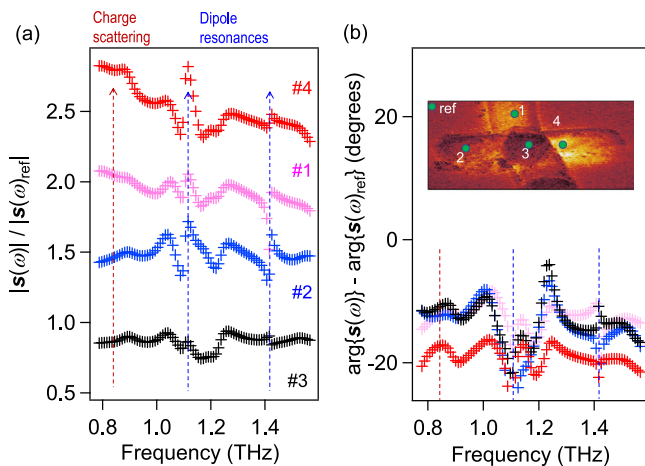 (a)
Charge scattering
Dipole resonances
|s(ω)| / |s(ω)ref|
2.5
2.0
1.5
1.0
0.5
#4
#1
#2
#3
0.8 1.0 1.2 1.4
Frequency (THz)
(b)
arg{s(ω)} - arg{s(ω)ref} (degrees)
20
0
-20
ref
1
2
3
4
0.8 1.0 1.2 1.4
Frequency (THz)